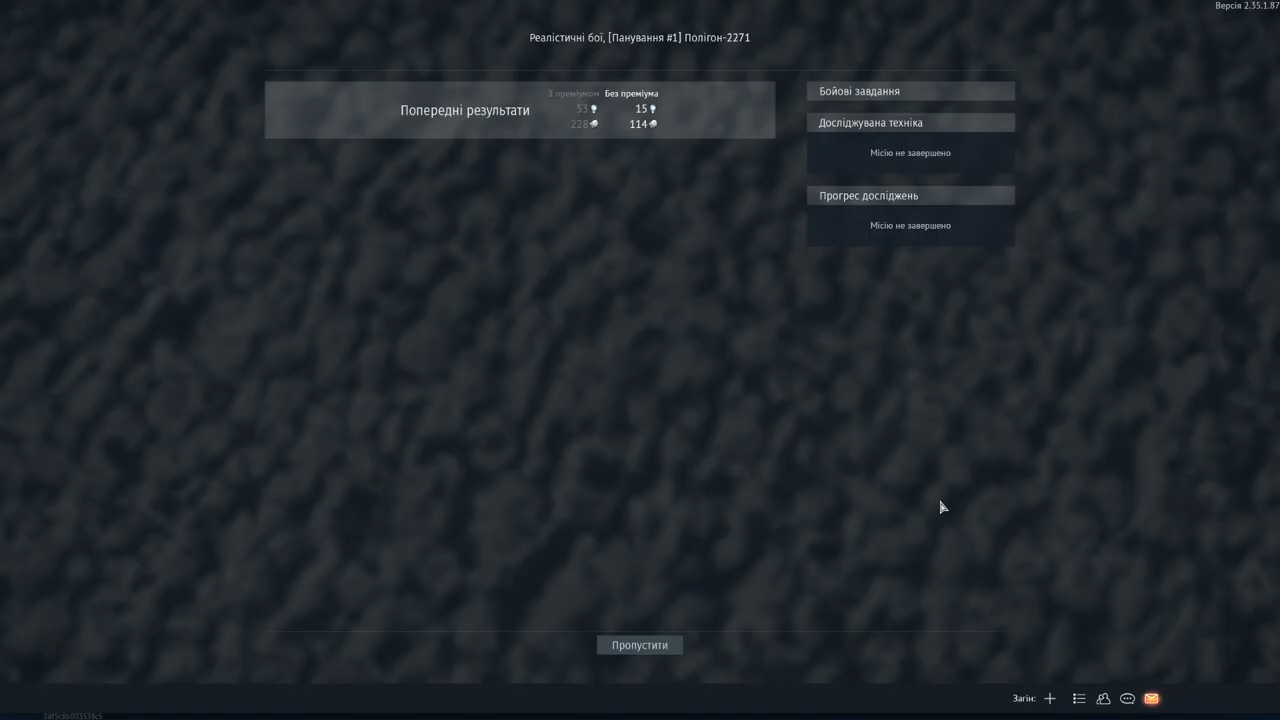 Версія 2.35.1.87
Реалістичні бої, [Панування #1] Полігон-2271
З преміумом Без преміума
Попередні результати
53 15
228 114
Бойові завдання
Досліджувана техніка
Місію не завершено
Прогрес досліджень
Місію не завершено
Пропустити
Загін: